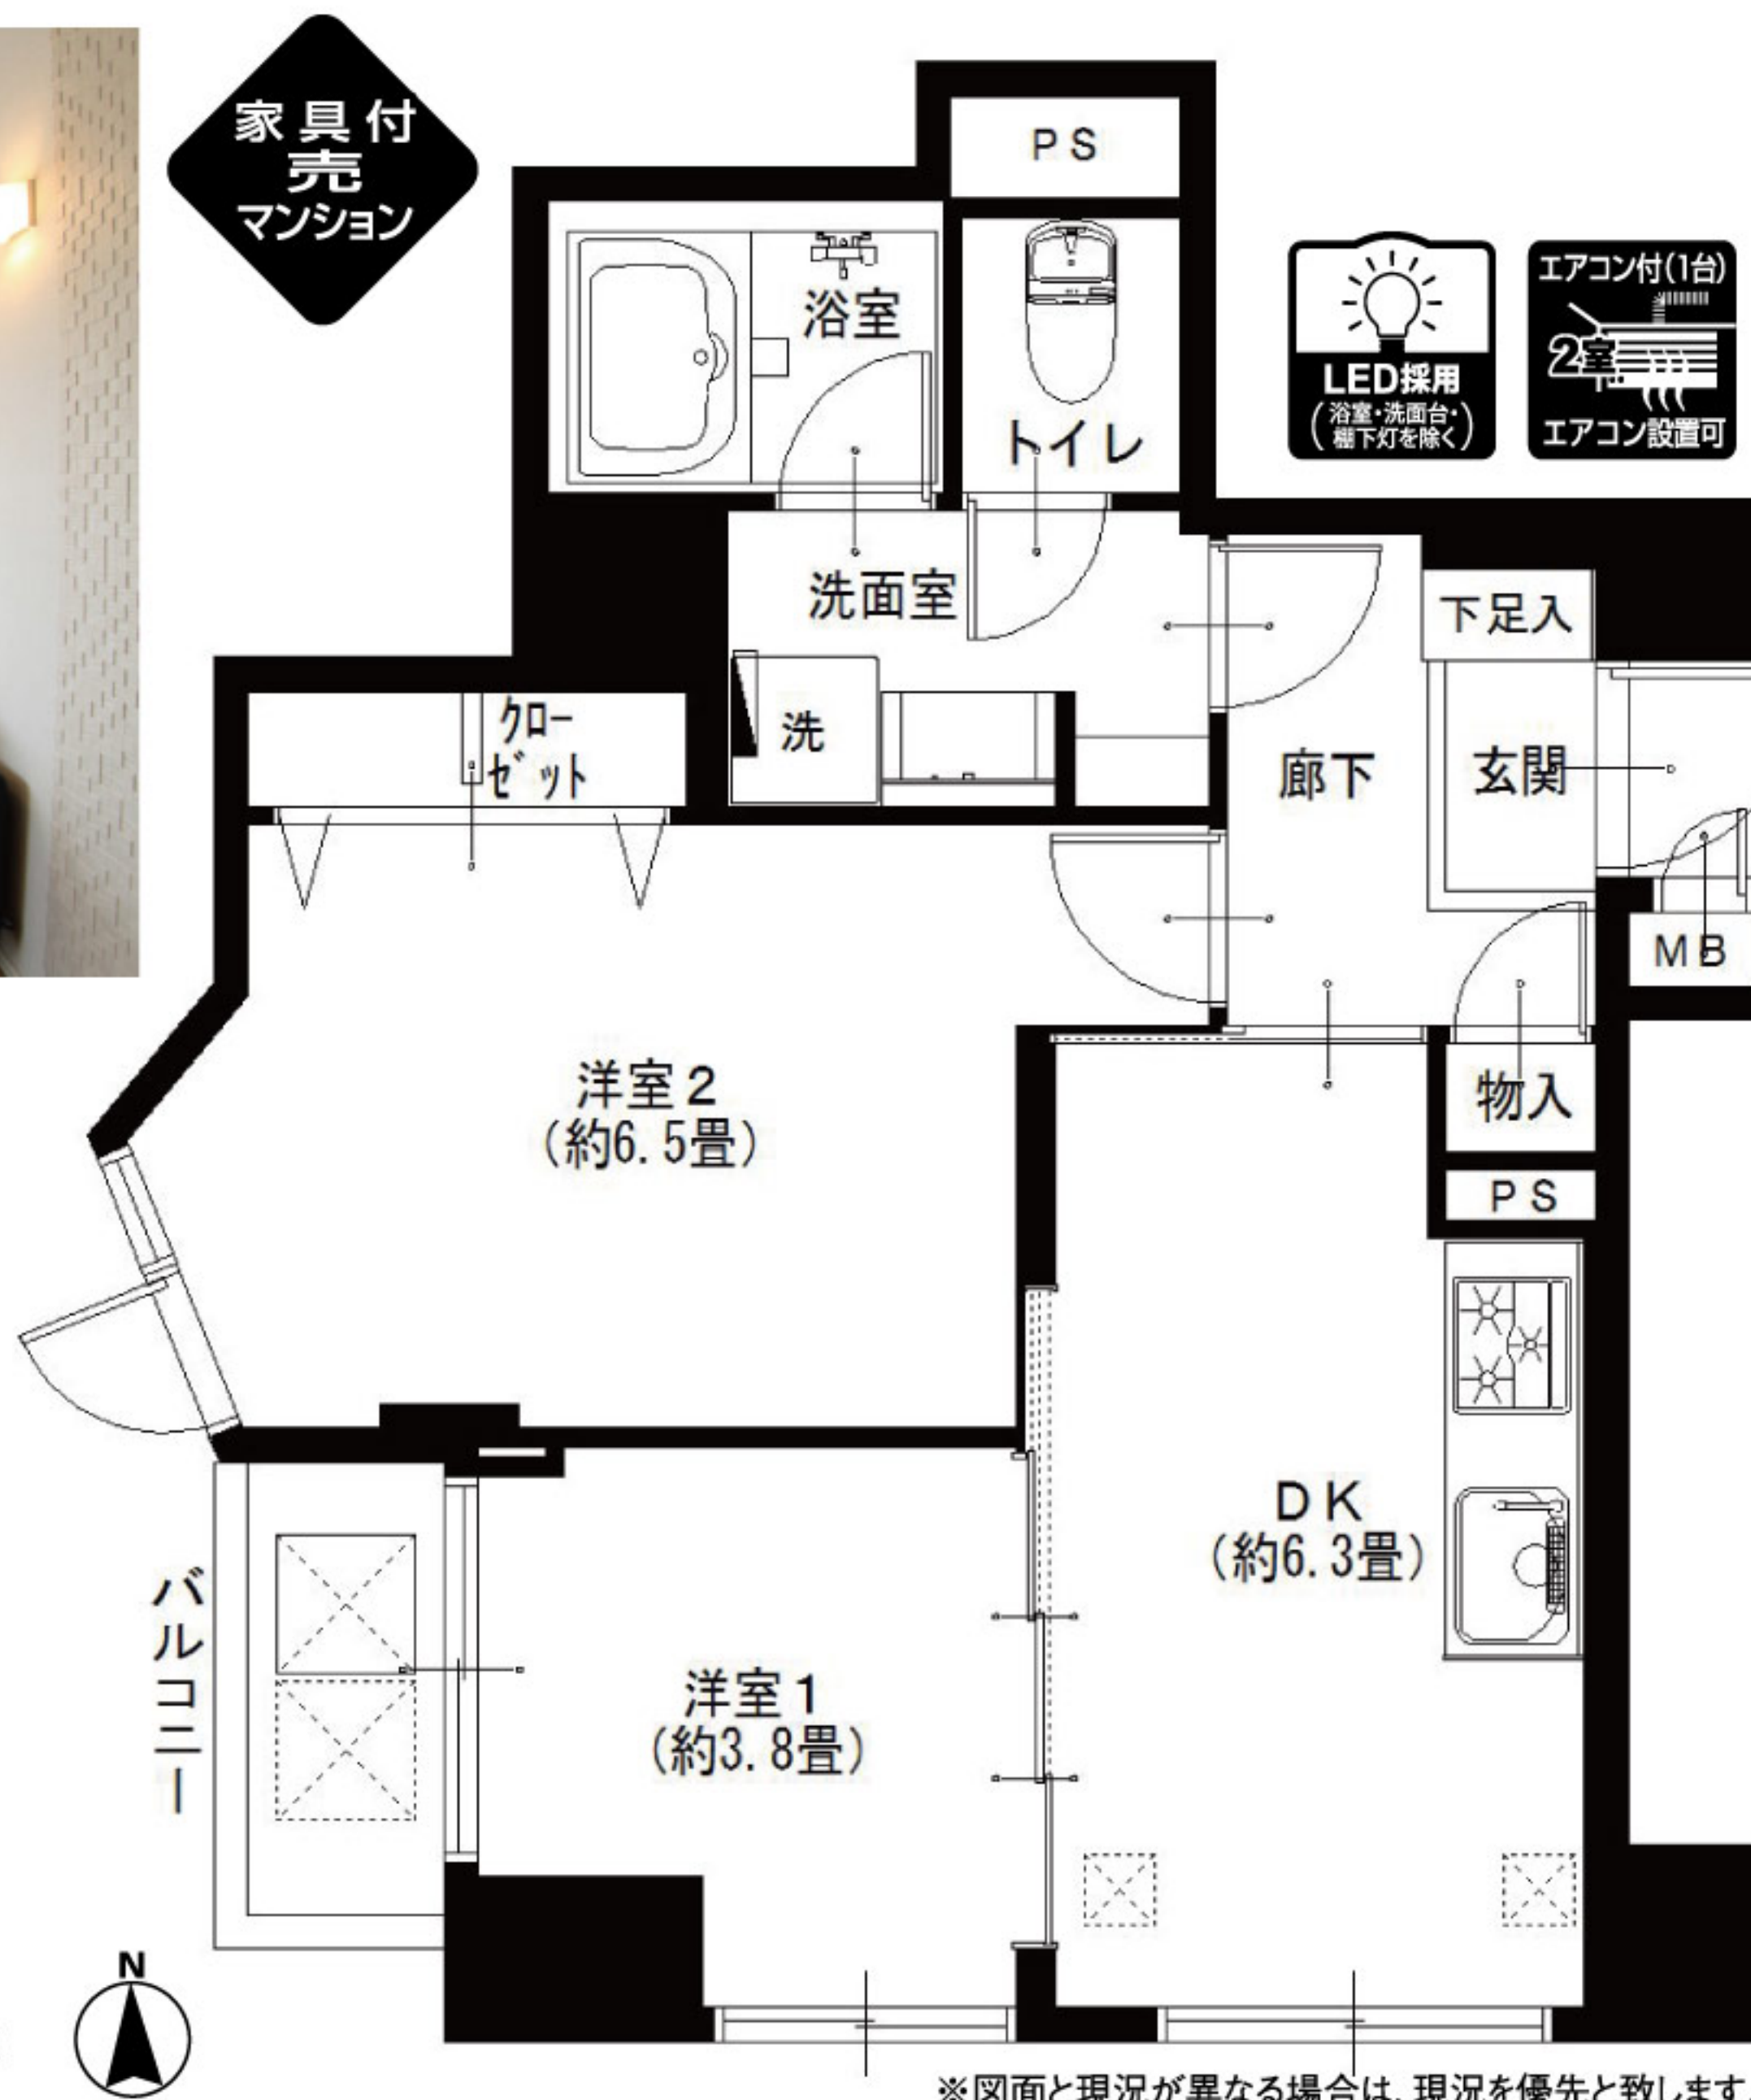 家具付
売
マンション
PS
浴室
トイレ
LED採用
(浴室・洗面台・
棚下灯を除く)
エアコン付(1台)
2室
エアコン設置可
洗面室
下足入
クロー
ゼット
洗
廊下
玄関
MB
洋室2
(約6.5畳)
物入
PS
DK
(約6.3畳)
バルコニー
洋室1
(約3.8畳)
N
※図面と現況が異なる場合は、現況を優先と致します